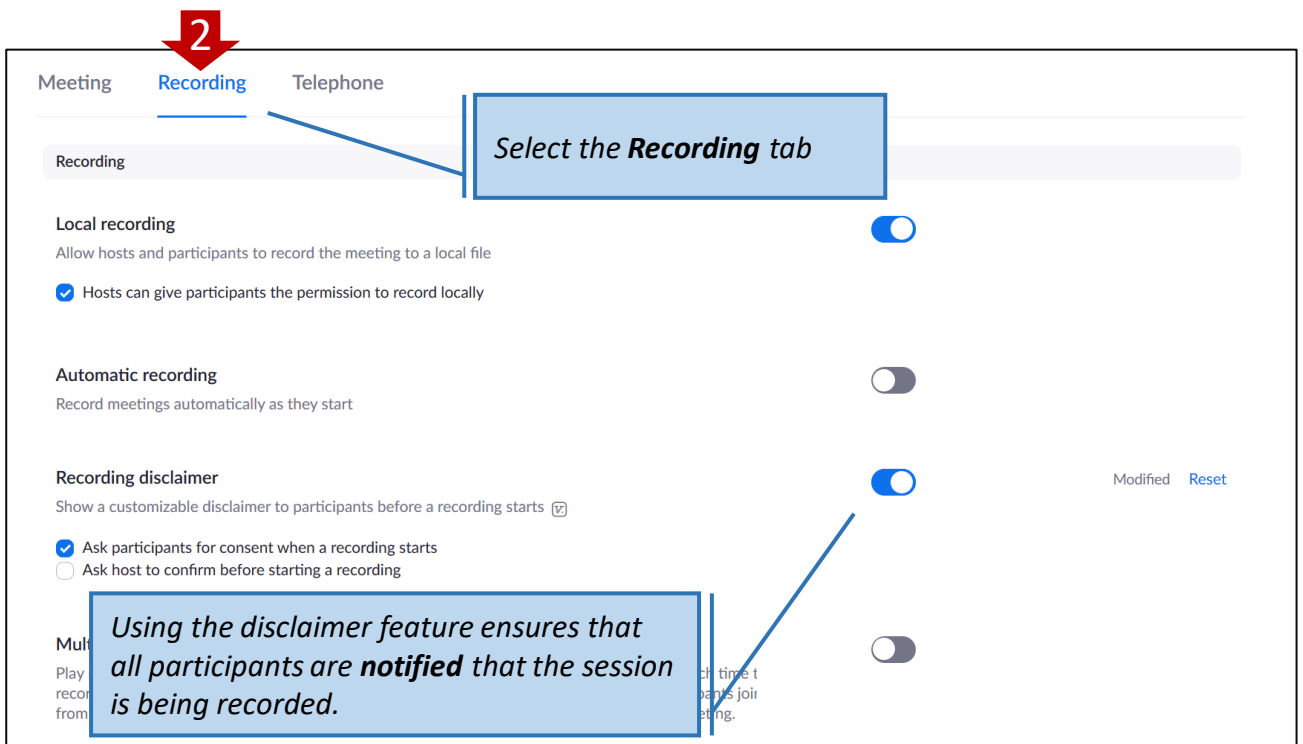 2
Meeting Recording Telephone
Select the Recording tab
Recording
Local recording
Allow hosts and participants to record the meeting to a local file
Hosts can give participants the permission to record locally
Automatic recording
Record meetings automatically as they start
Recording disclaimer
Modified Reset
Show a customizable disclaimer to participants before a recording starts
Ask participants for consent when a recording starts
Ask host to confirm before starting a recording
Using the disclaimer feature ensures that
all participants are notified that the session
is being recorded.
Play
time
from